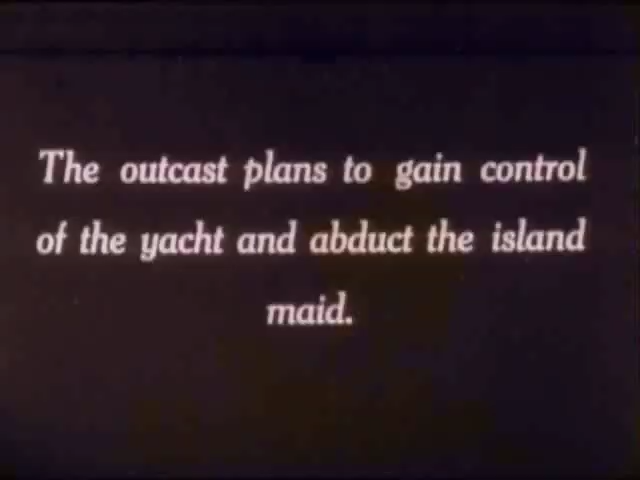 The outcast plans to gain control
of the yacht and abduct the island
maid.